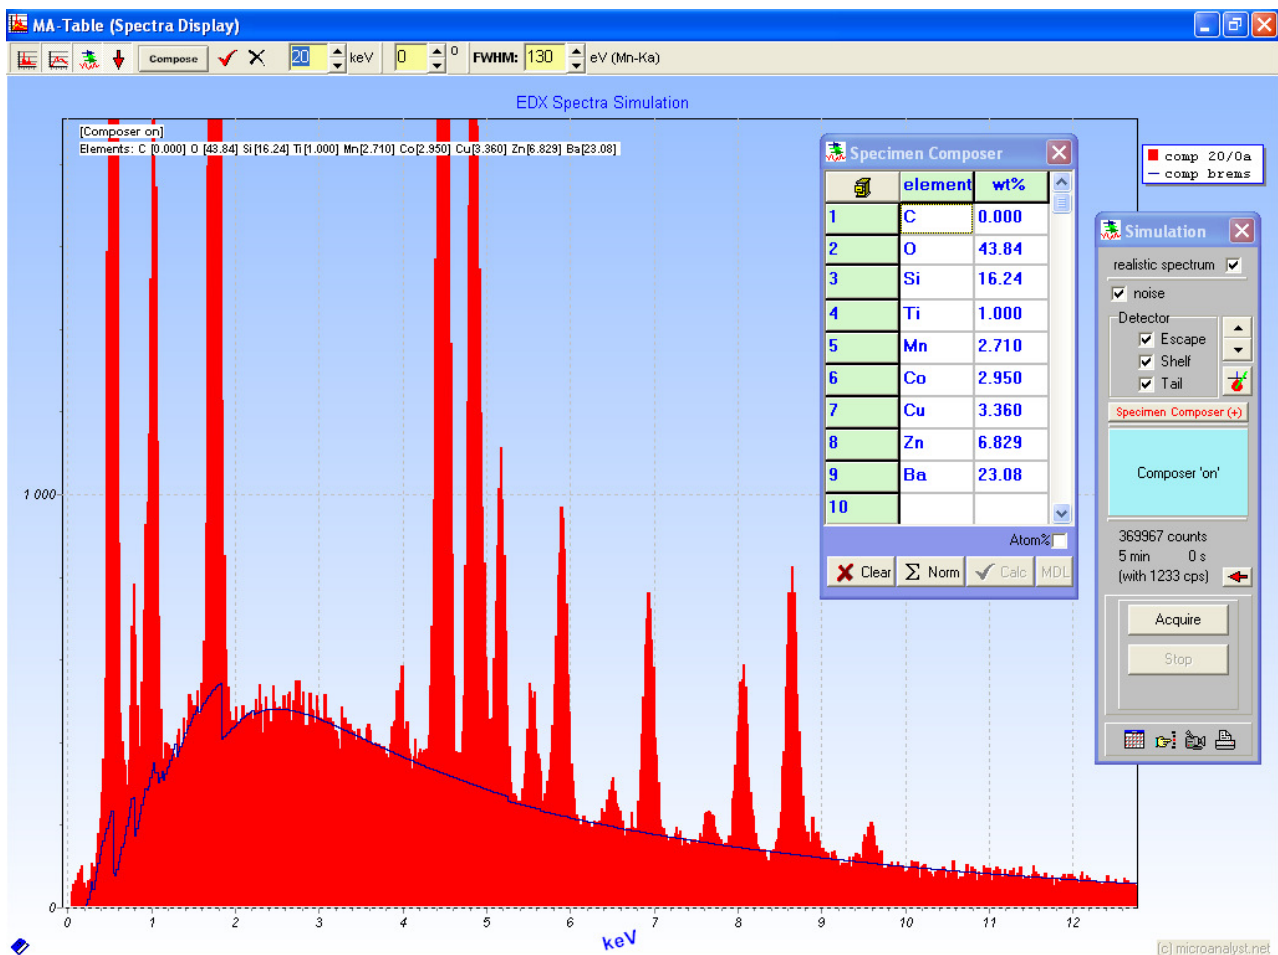 MA-Table (Spectra Display)
Compose 20 keV 0 ° FWHM: 130 eV (Mn-Ka)
EDX Spectra Simulation
[Composer on]
Elements: C [0.000] O [43.84] Si[16.24] Ti[1.000] Mn[2.710] Co[2.950] Cu[3.360] Zn[6.829] Ba[23.08]
comp 20/0a
comp brems
Specimen Composer
element wt%
1 C 0.000
2 O 43.84
3 Si 16.24
4 Ti 1.000
5 Mn 2.710
6 Co 2.950
7 Cu 3.360
8 Zn 6.829
9 Ba 23.08
10
Atom%
Clear Σ Norm Calc MDL
Simulation
realistic spectrum
noise
Detector
Escape
Shelf
Tail
Specimen Composer (+)
Composer 'on'
369967 counts
5 min 0 s
(with 1233 cps)
Acquire
Stop
1 000
0
0 1 2 3 4 5 6 7 8 9 10 11 12
keV
[c] microanalyst.net